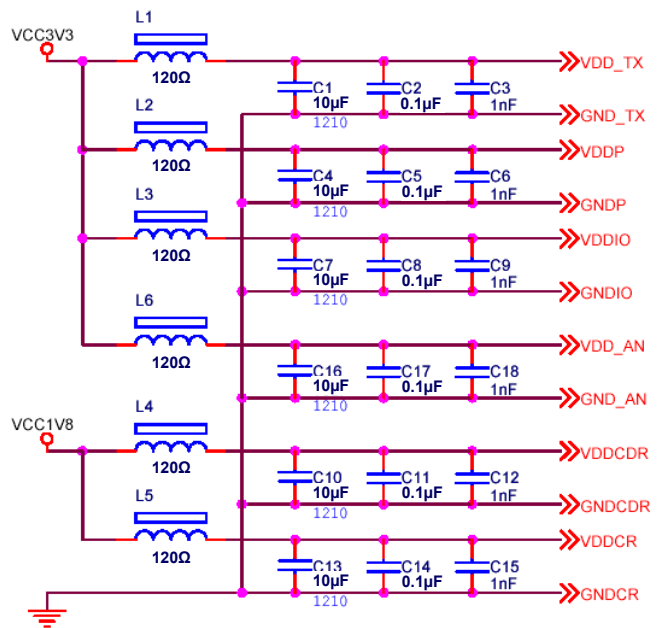 L1
VCC3V3
120Ω
VDD_TX
C1 C2 C3
10µF 0.1µF 1nF
1210
GND_TX
L2
120Ω
VDDP
C4 C5 C6
10µF 0.1µF 1nF
1210
GNDP
L3
120Ω
VDDIO
C7 C8 C9
10µF 0.1µF 1nF
1210
GNDIO
L6
120Ω
VDD_AN
C16 C17 C18
10µF 0.1µF 1nF
1210
GND_AN
L4
VCC1V8
120Ω
VDDCDR
C10 C11 C12
10µF 0.1µF 1nF
1210
GNDCDR
L5
120Ω
VDDCR
C13 C14 C15
10µF 0.1µF 1nF
1210
GNDCR